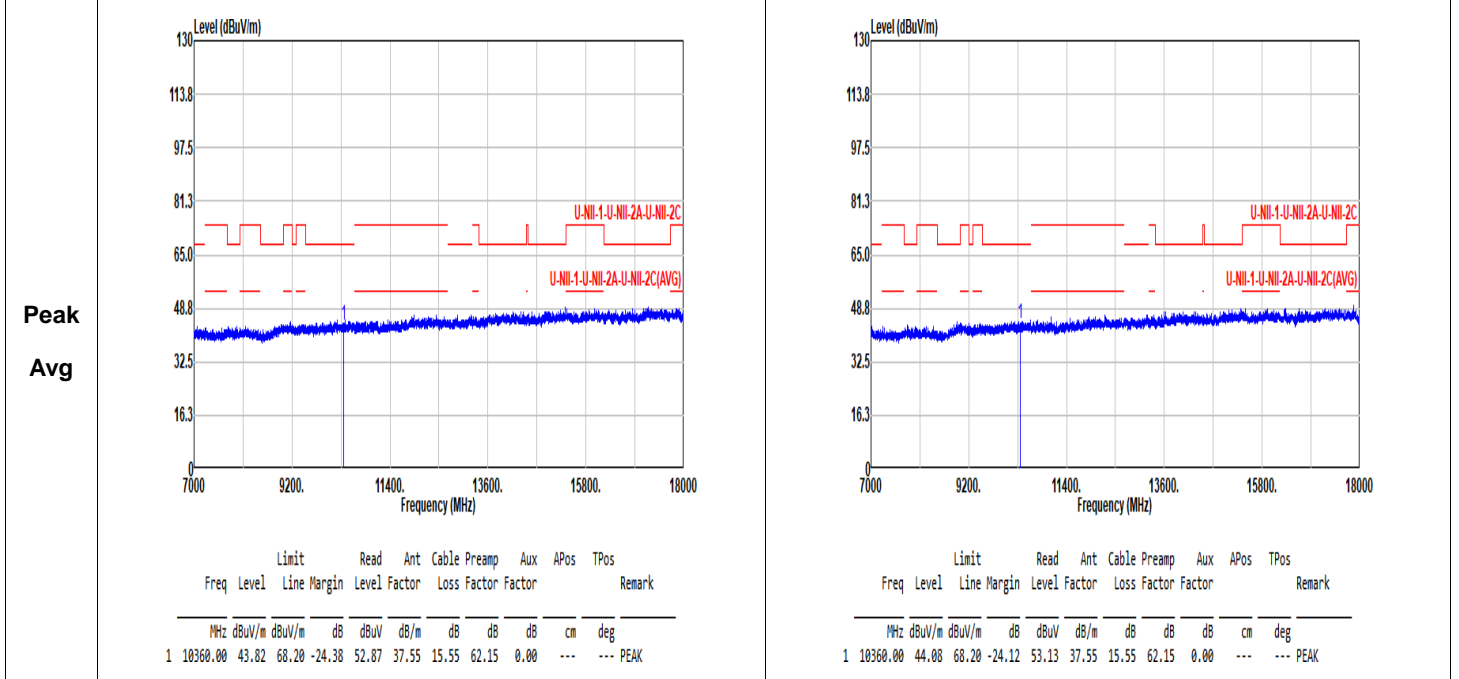 Peak
Avg
Level (dBuV/m)
130
113.8
97.5
81.3
65.0
48.8
32.5
16.3
0
U-NII-1-U-NII-2A-U-NII-2C
U-NII-1-U-NII-2A-U-NII-2C(AVG)
7000 9200. 11400. 13600. 15800. 18000
Frequency (MHz)
Limit Read Ant Cable Preamp Aux APos TPos
Freq Level Line Margin Level Factor Loss Factor Factor Remark
MHz dBuV/m dBuV/m dB dBuV dB/m dB dB dB cm deg
1 10360.00 43.82 68.20 -24.38 52.87 37.55 15.55 62.15 0.00 --- --- PEAK
Level (dBuV/m)
130
113.8
97.5
81.3
65.0
48.8
32.5
16.3
0
U-NII-1-U-NII-2A-U-NII-2C
U-NII-1-U-NII-2A-U-NII-2C(AVG)
7000 9200. 11400. 13600. 15800. 18000
Frequency (MHz)
Limit Read Ant Cable Preamp Aux APos TPos
Freq Level Line Margin Level Factor Loss Factor Factor Remark
MHz dBuV/m dBuV/m dB dBuV dB/m dB dB dB cm deg
1 10360.00 44.08 68.20 -24.12 53.13 37.55 15.55 62.15 0.00 --- --- PEAK